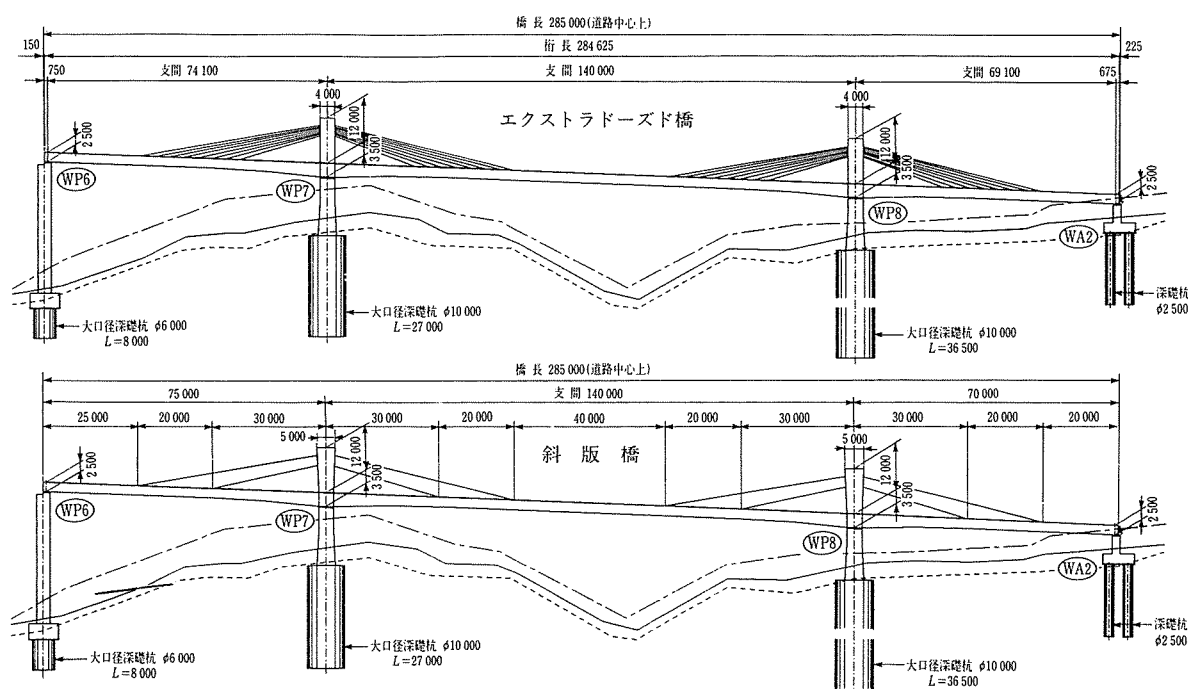 橋長 285 000(道路中心上)
150
桁長 284 625
225
750
支間 74 100
支間 140 000
支間 69 100
675
4 000
12 000
3 500
2 500
エクストラドーズド橋
4 000
12 000
3 500
2 500
WP6
WP7
WP8
WA2
大口径深礎杭 φ6 000
L=8 000
大口径深礎杭 φ10 000
L=27 000
大口径深礎杭 φ10 000
L=36 500
深礎杭
φ2 500
橋長 285 000(道路中心上)
75 000
支間 140 000
70 000
25 000
20 000
30 000
30 000
20 000
40 000
20 000
30 000
30 000
20 000
20 000
5 000
12 000
3 500
2 500
斜版橋
5 000
12 000
3 500
2 500
WP6
WP7
WP8
WA2
大口径深礎杭 φ6 000
L=8 000
大口径深礎杭 φ10 000
L=27 000
大口径深礎杭 φ10 000
L=36 500
深礎杭
φ2 500